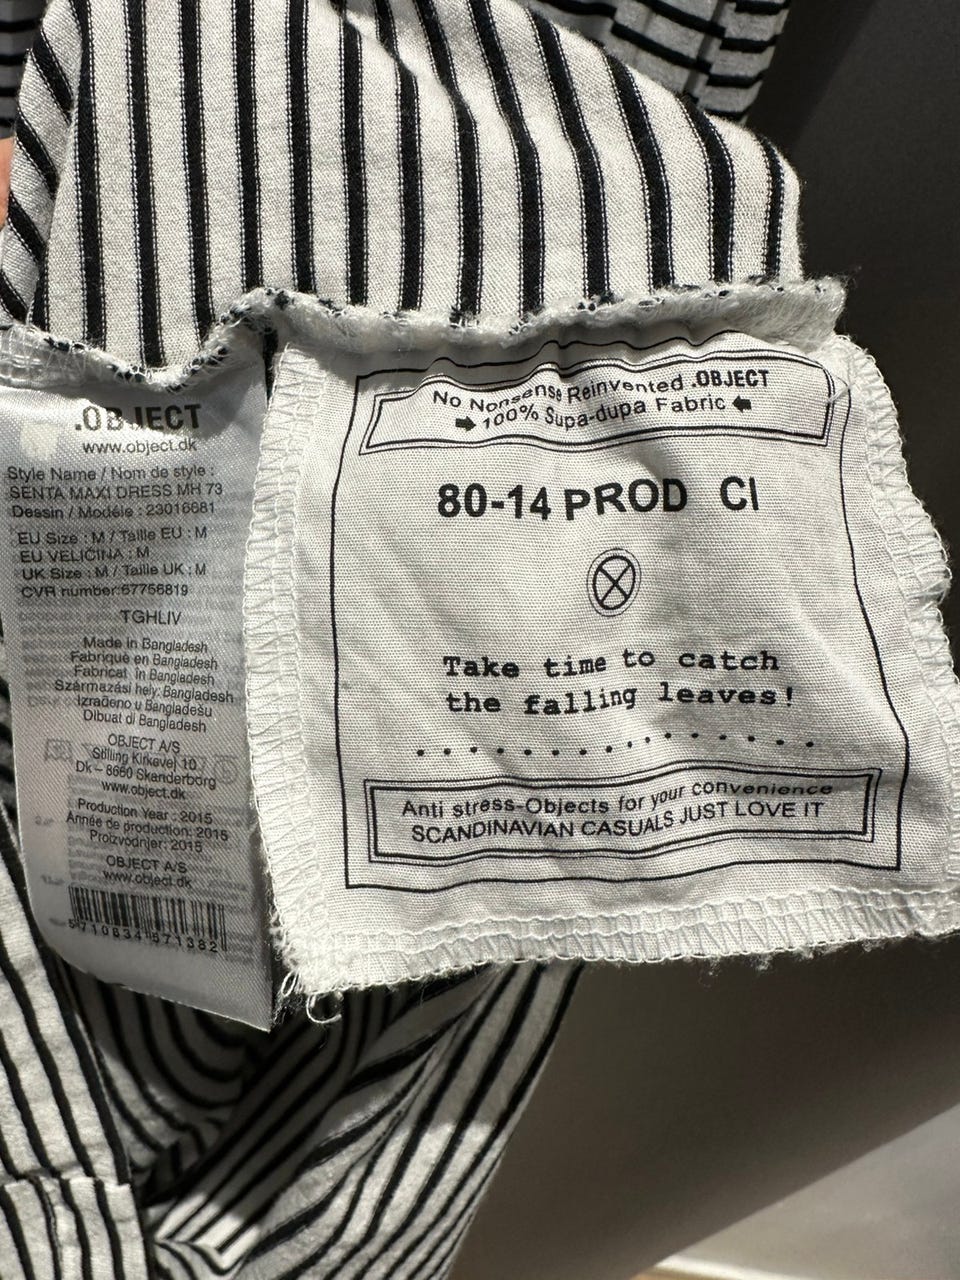 .OBJECT
www.object.dk
Style Name / Nom de style :
SENTA MAXI DRESS MH 73
Dessin / Modéle : 23016681
EU Size : M / Taille EU : M
EU VELIČINA : M
UK Size : M / Taille UK : M
CVR number:67756819
TGHLIV
Made in Bangladesh
Fabriqué en Bangladesh
Fabricat în Bangladesh
Származási hely: Bangladesh
Izrađeno u Bangladešu
Dibuat di Bangladesh
OBJECT A/S
Stilling Kirkevej 10
Dk – 8660 Skanderborg
www.object.dk
Production Year : 2015
Année de production: 2015
Proizvodnjer: 2015
OBJECT A/S
www.object.dk
5710834571382
No Nonsense Reinvented .OBJECT
100% Supa-dupa Fabric
80-14 PROD CI
Take time to catch
the falling leaves!
Anti stress-Objects for your convenience
SCANDINAVIAN CASUALS JUST LOVE IT